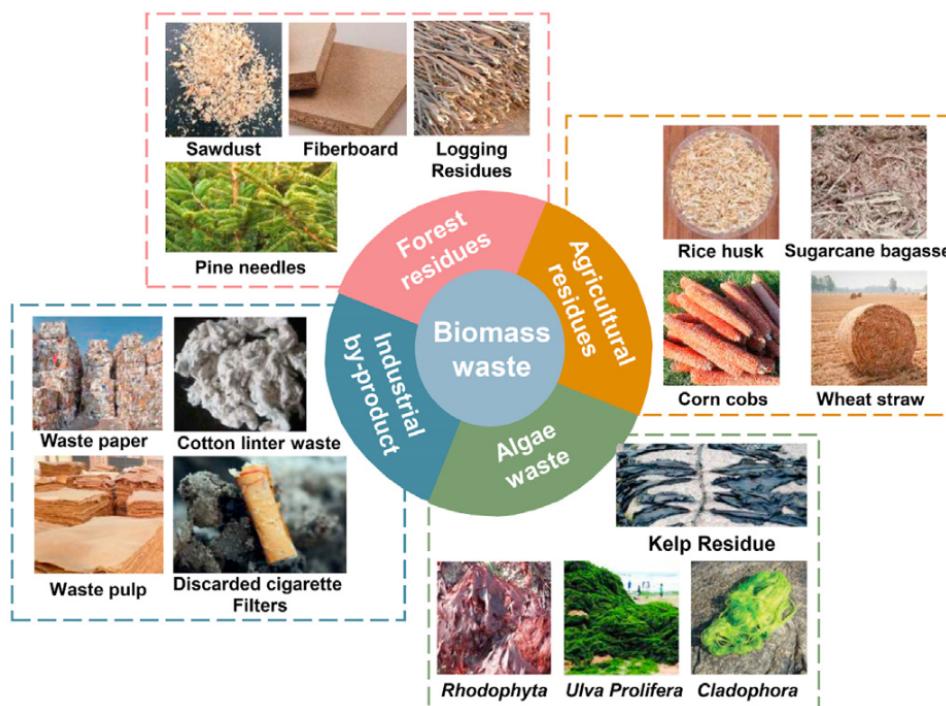 Sawdust
Fiberboard
Logging
Residues
Pine needles
Forest
residues
Agricultural
residues
Rice husk
Sugarcane bagasse
Corn cobs
Wheat straw
Biomass
waste
Industrial
by-product
Waste paper
Cotton linter waste
Waste pulp
Discarded cigarette
Filters
Algae
waste
Kelp Residue
Rhodophyta
Ulva Prolifera
Cladophora